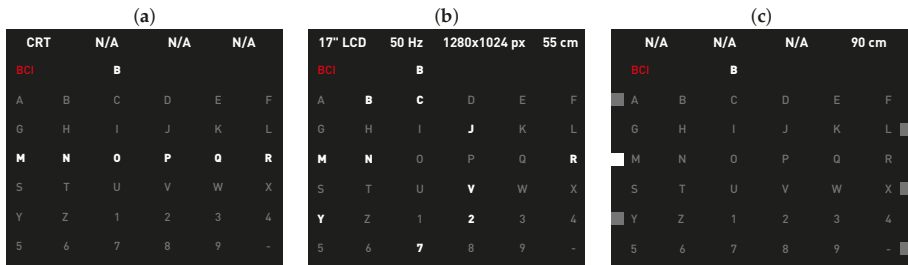 (a)
CRT N/A N/A N/A
BCI B
A B C D E F
G H I J K L
M N O P Q R
S T U V W X
Y Z 1 2 3 4
5 6 7 8 9 -
(b)
17" LCD 50 Hz 1280x1024 px 55 cm
BCI B
A B C D E F
G H I J K L
M N O P Q R
S T U V W X
Y Z 1 2 3 4
5 6 7 8 9 -
(c)
N/A N/A N/A 90 cm
BCI B
A B C D E F
G H I J K L
M N O P Q R
S T U V W X
Y Z 1 2 3 4
5 6 7 8 9 -